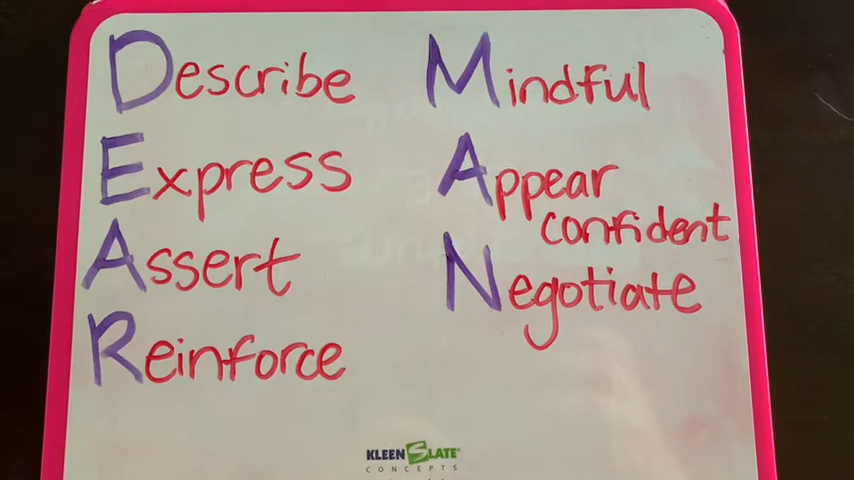 Describe
Express
Assert
Reinforce
Mindful
Appear
confident
Negotiate
KLEENSLATE
CONCEPTS